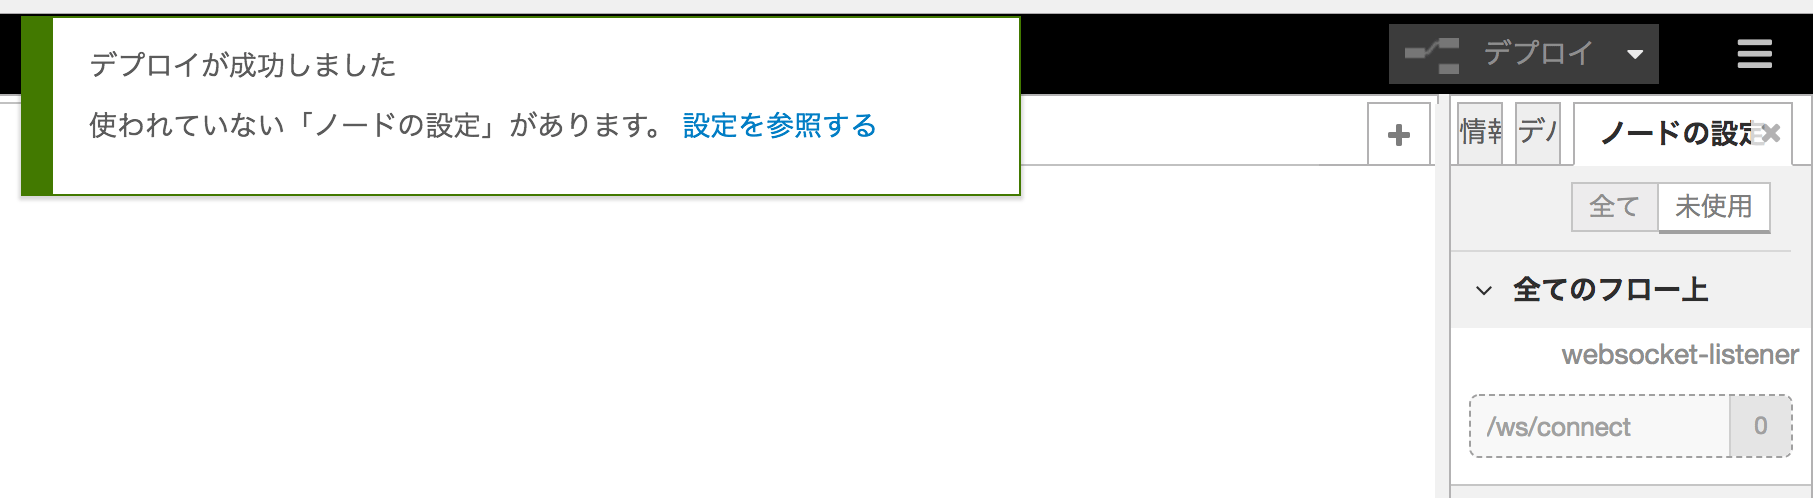 デプロイが成功しました
使われていない「ノードの設定」があります。 設定を参照する
デプロイ
+
情報
デバ
ノードの設定
全て
未使用
全てのフロー上
websocket-listener
/ws/connect
0